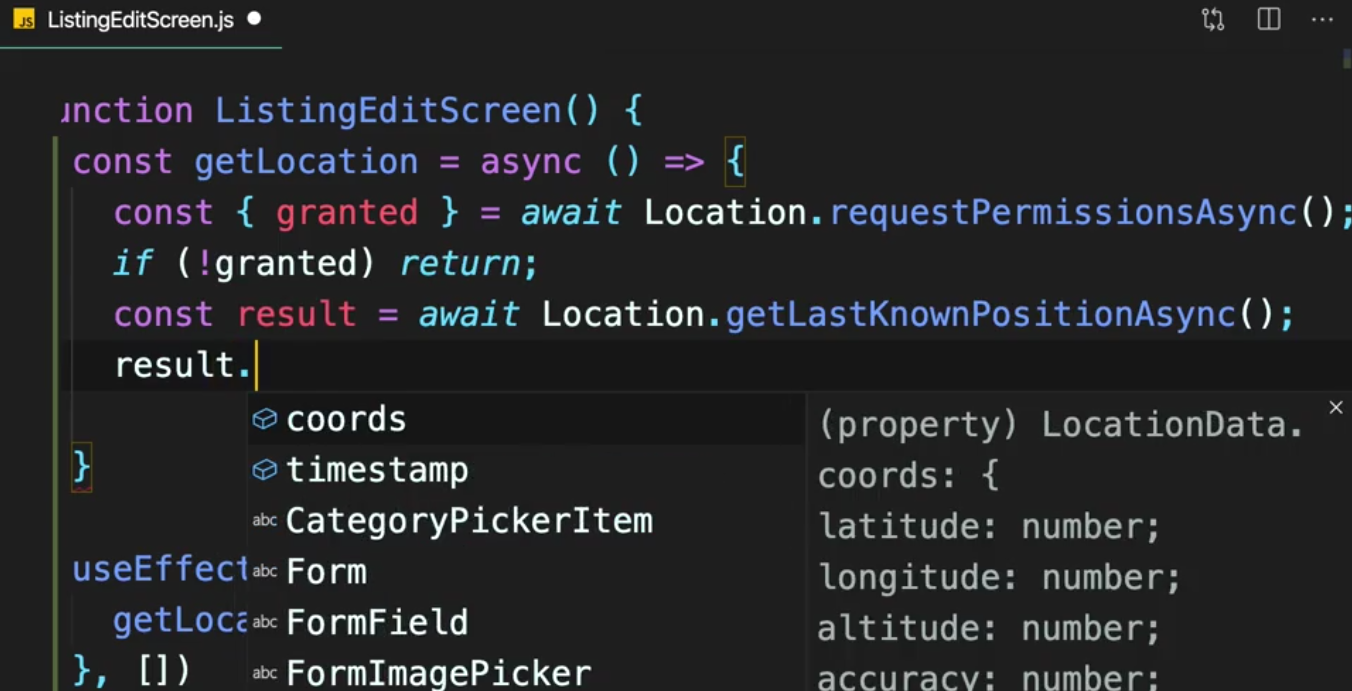 JS ListingEditScreen.js
unction ListingEditScreen() {
const getLocation = async () => {
const { granted } = await Location.requestPermissionsAsync();
if (!granted) return;
const result = await Location.getLastKnownPositionAsync();
result.
coords
timestamp
abc CategoryPickerItem
abc Form
abc FormField
abc FormImagePicker
(property) LocationData.
coords: {
latitude: number;
longitude: number;
altitude: number;
accuracy: number;
}
useEffect
getLoca
}, [])